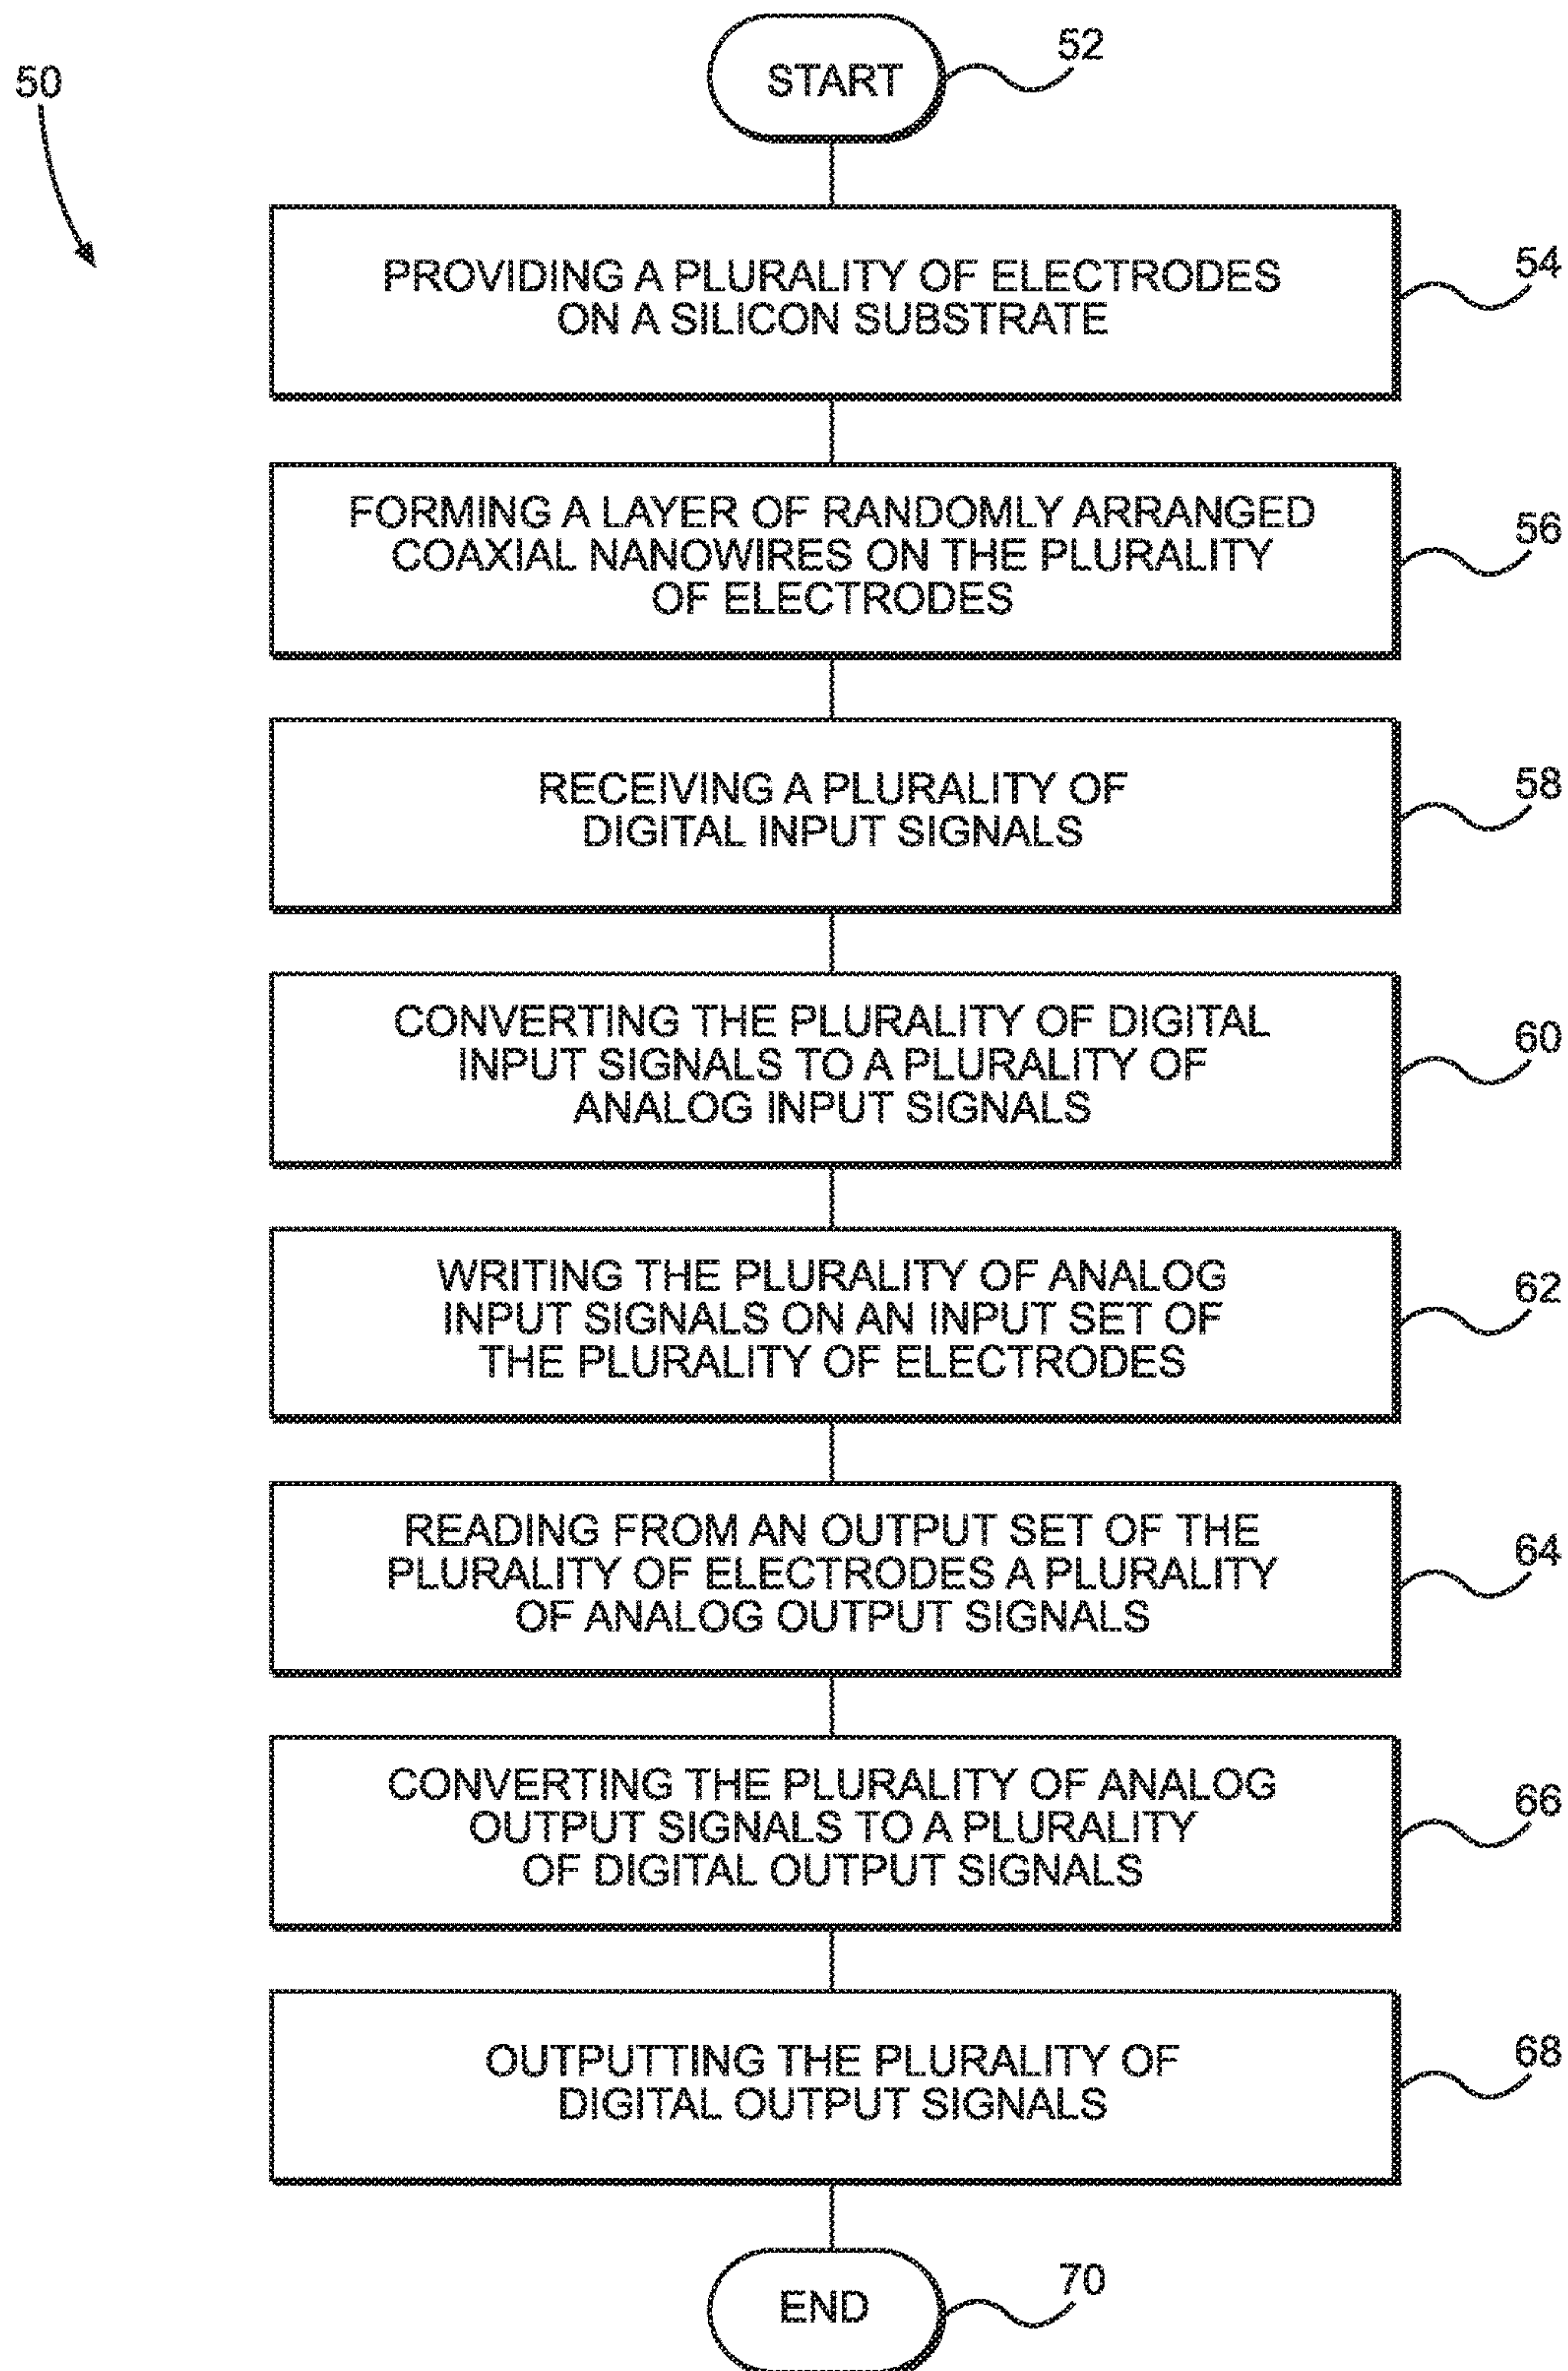 50
START
52
PROVIDING A PLURALITY OF ELECTRODES
ON A SILICON SUBSTRATE
54
FORMING A LAYER OF RANDOMLY ARRANGED
COAXIAL NANOWIRES ON THE PLURALITY
OF ELECTRODES
56
RECEIVING A PLURALITY OF
DIGITAL INPUT SIGNALS
58
CONVERTING THE PLURALITY OF DIGITAL
INPUT SIGNALS TO A PLURALITY OF
ANALOG INPUT SIGNALS
60
WRITING THE PLURALITY OF ANALOG
INPUT SIGNALS ON AN INPUT SET OF
THE PLURALITY OF ELECTRODES
62
READING FROM AN OUTPUT SET OF THE
PLURALITY OF ELECTRODES A PLURALITY
OF ANALOG OUTPUT SIGNALS
64
CONVERTING THE PLURALITY OF ANALOG
OUTPUT SIGNALS TO A PLURALITY
OF DIGITAL OUTPUT SIGNALS
66
OUTPUTTING THE PLURALITY OF
DIGITAL OUTPUT SIGNALS
68
END
70